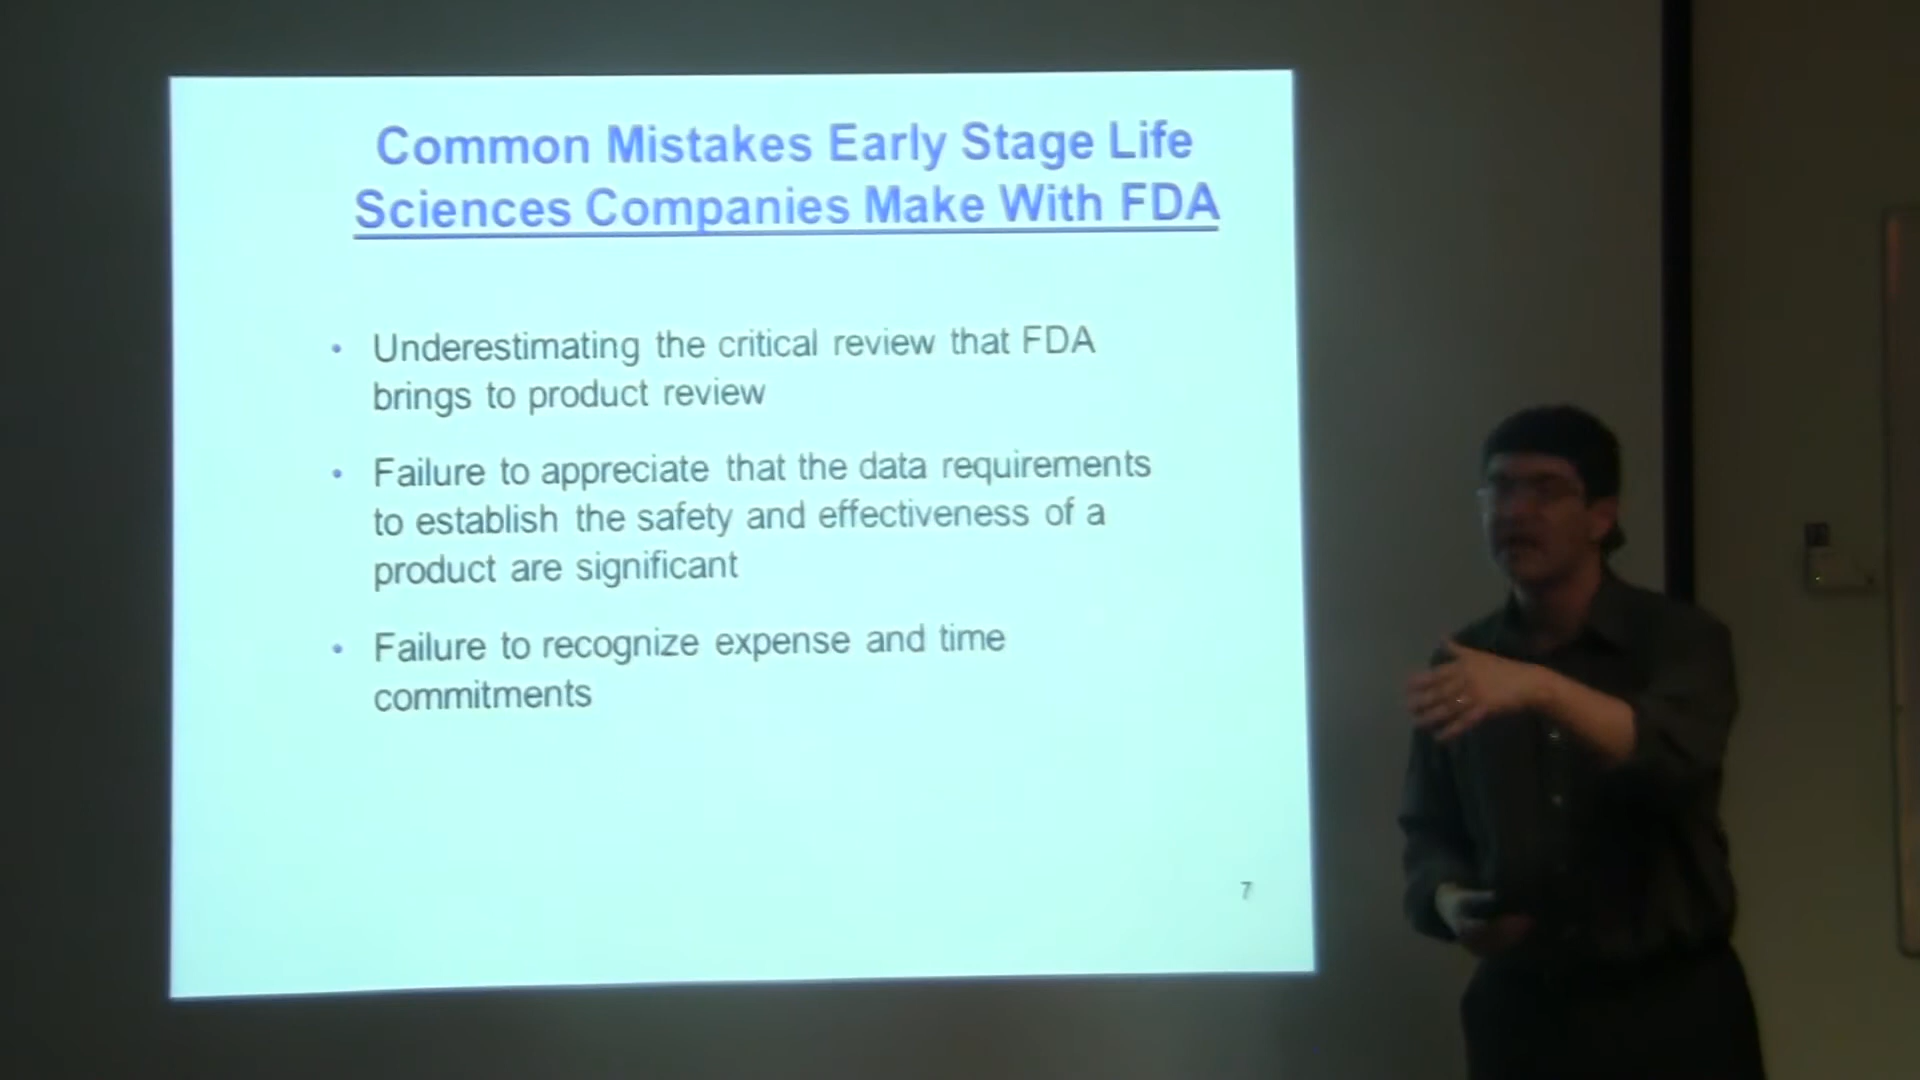 Common Mistakes Early Stage Life
Sciences Companies Make With FDA
• Underestimating the critical review that FDA
brings to product review
• Failure to appreciate that the data requirements
to establish the safety and effectiveness of a
product are significant
• Failure to recognize expense and time
commitments
7